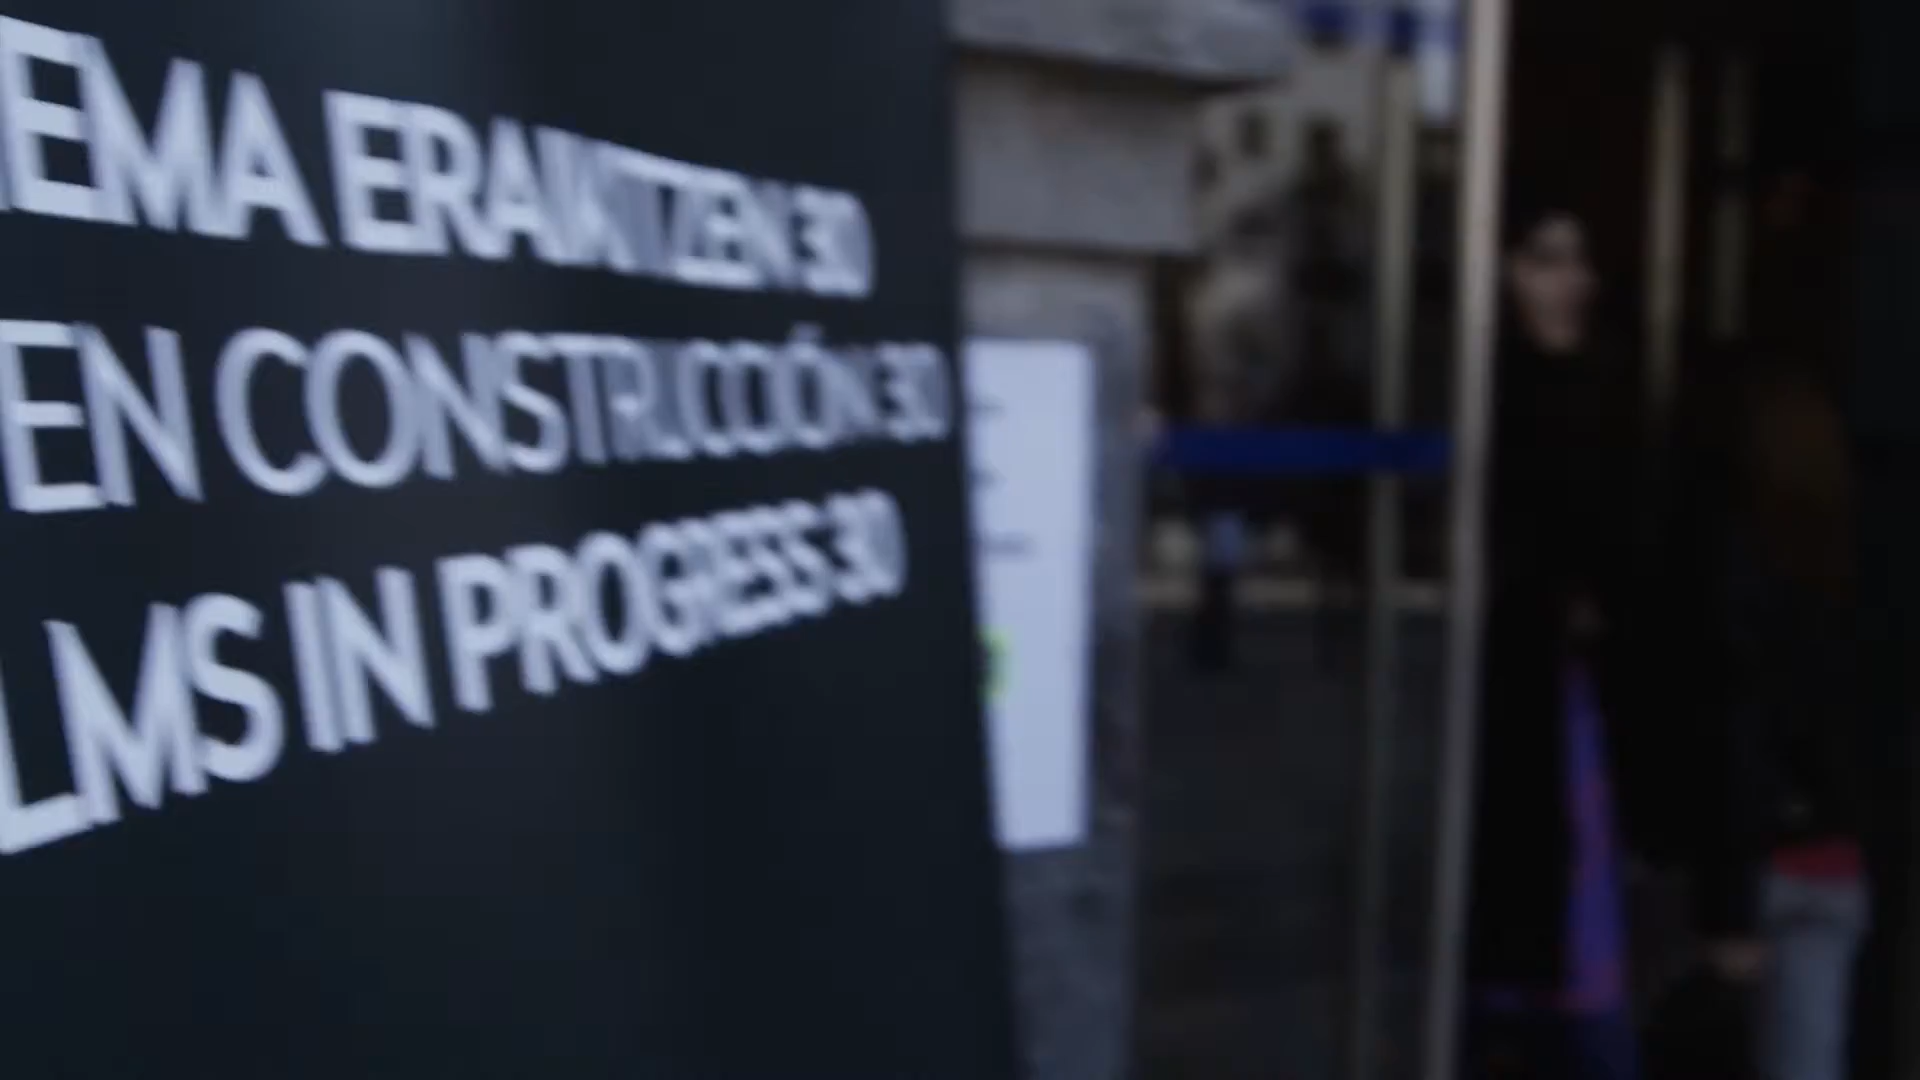 EMA ERAIKITZEN 30
EN CONSTRUCCIÓN 30
LMS IN PROGRESS 30